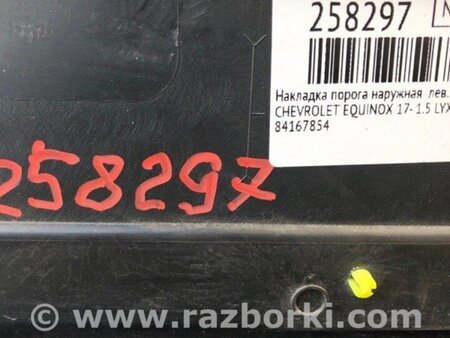 258297
Накладка порога наружная лев.
CHEVROLET EQUINOX 17- 1.5 LYX
84167854
258297
www.razborki.com